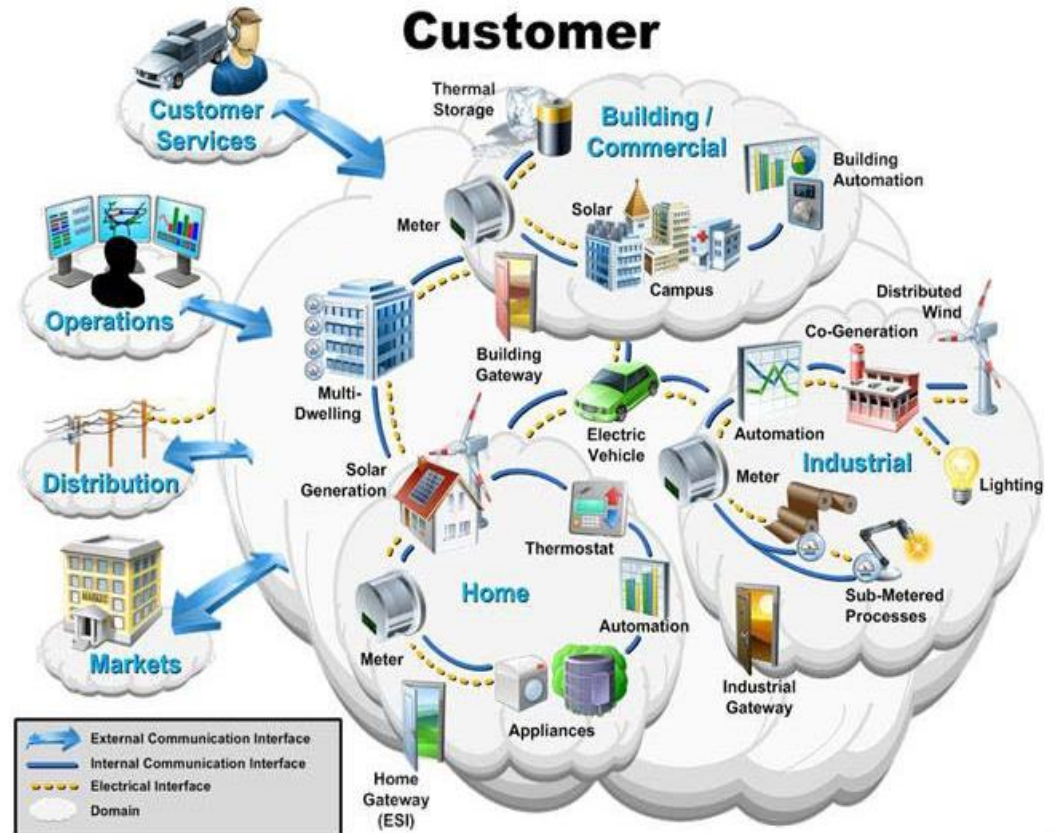 Customer
Customer
Services
Operations
Distribution
MARKET
Markets
Thermal
Storage
Building /
Commercial
Building
Automation
Meter
Solar
Campus
Building
Gateway
Multi-
Dwelling
Electric
Vehicle
Distributed
Wind
Co-Generation
Automation
Meter
Industrial
Lighting
Sub-Metered
Processes
Industrial
Gateway
Solar
Generation
Thermostat
Home
Automation
Meter
Appliances
Home
Gateway
(ESI)
External Communication Interface
Internal Communication Interface
Electrical Interface
Domain